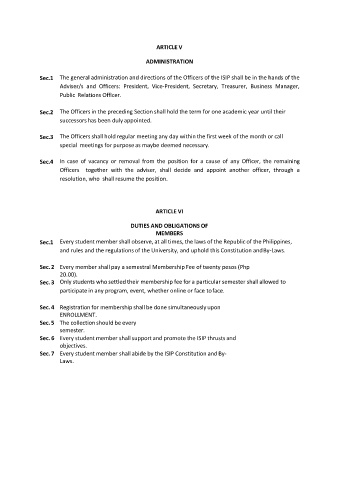 ARTICLE V
ADMINISTRATION
Sec.1 The general administration and directions of the Officers of the ISIP shall be in the hands of the
Adviser/s and Officers: President, Vice-President, Secretary, Treasurer, Business Manager,
Public Relations Officer.
Sec.2 The Officers in the preceding Section shall hold the term for one academic year until their
successors has been duly appointed.
Sec.3 The Officers shall hold regular meeting any day within the first week of the month or call
special meetings for purpose as maybe deemed necessary.
Sec.4 In case of vacancy or removal from the position for a cause of any Officer, the remaining
Officers together with the adviser, shall decide and appoint another officer, through a
resolution, who shall resume the position.
ARTICLE VI
DUTIES AND OBLIGATIONS OF
MEMBERS
Sec.1 Every student member shall observe, at all times, the laws of the Republic of the Philippines,
and rules and the regulations of the University, and uphold this Constitution and By-Laws.
Sec. 2 Every member shall pay a semestral Membership Fee of twenty pesos (Php
20.00).
Sec. 3 Only students who settled their membership fee for a particular semester shall allowed to
participate in any program, event, whether online or face to face.
Sec. 4 Registration for membership shall be done simultaneously upon
ENROLLMENT.
Sec. 5 The collection should be every
semester.
Sec. 6 Every student member shall support and promote the ISIP thrusts and
objectives.
Sec. 7 Every student member shall abide by the ISIP Constitution and By-
Laws.